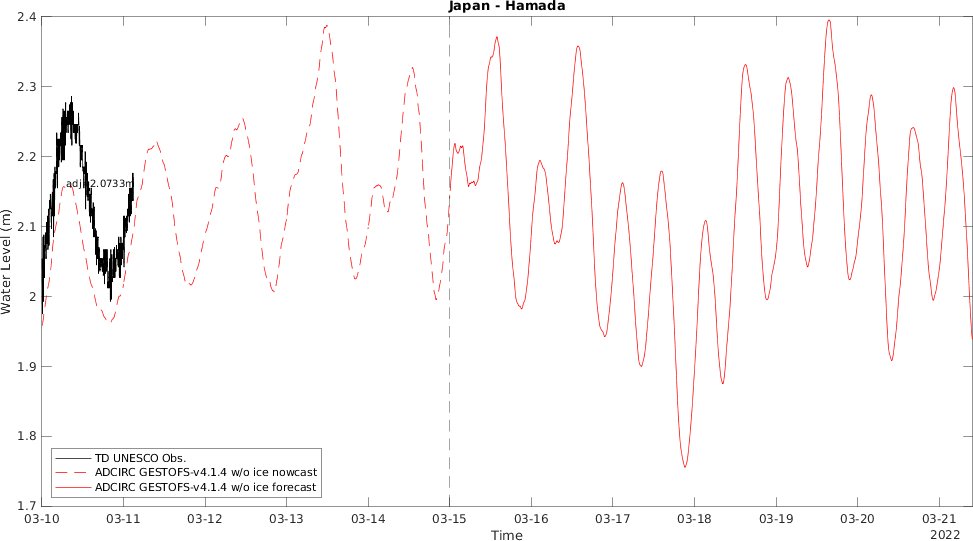 Japan - Hamada
2.4
2.3
2.2
2.1
2
1.9
1.8
1.7
Water Level (m)
TD UNESCO Obs.
ADCIRC GESTOFS-v4.1.4 w/o ice nowcast
ADCIRC GESTOFS-v4.1.4 w/o ice forecast
03-10 03-11 03-12 03-13 03-14 03-15 03-16 03-17 03-18 03-19 03-20 03-21
Time
2022